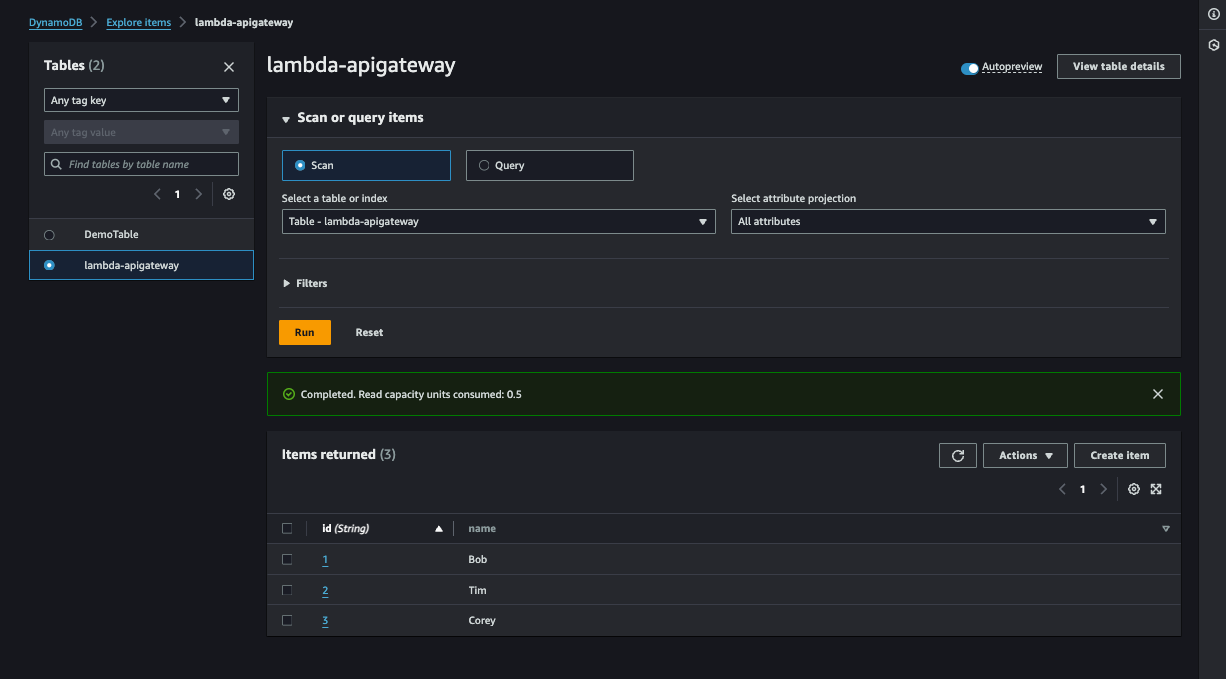 DynamoDB > Explore items > lambda-apigateway
Tables (2)
Any tag key
Any tag value
Find tables by table name
1
DemoTable
lambda-apigateway
lambda-apigateway
Autopreview
View table details
Scan or query items
Scan
Query
Select a table or index
Select attribute projection
Table - lambda-apigateway
All attributes
Filters
Run
Reset
Completed. Read capacity units consumed: 0.5
Items returned (3)
Actions
Create item
1
id (String)
name
1 Bob
2 Tim
3 Corey